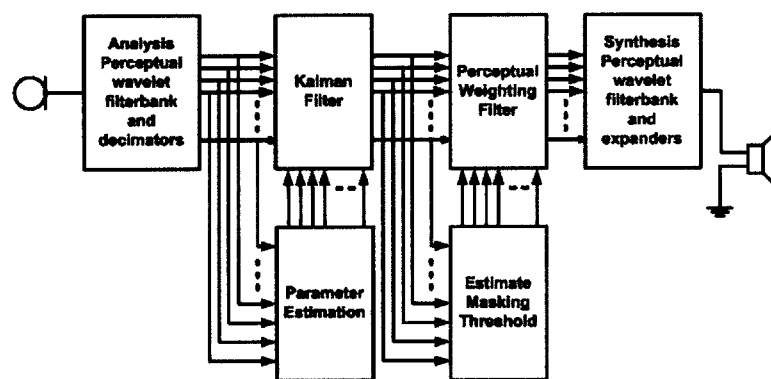 Analysis
Perceptual
wavelet
filterbank
and
decimators
Kalman
Filter
Perceptual
Weighting
Filter
Synthesis
Perceptual
wavelet
filterbank
and
expanders
Parameter
Estimation
Estimate
Masking
Threshold